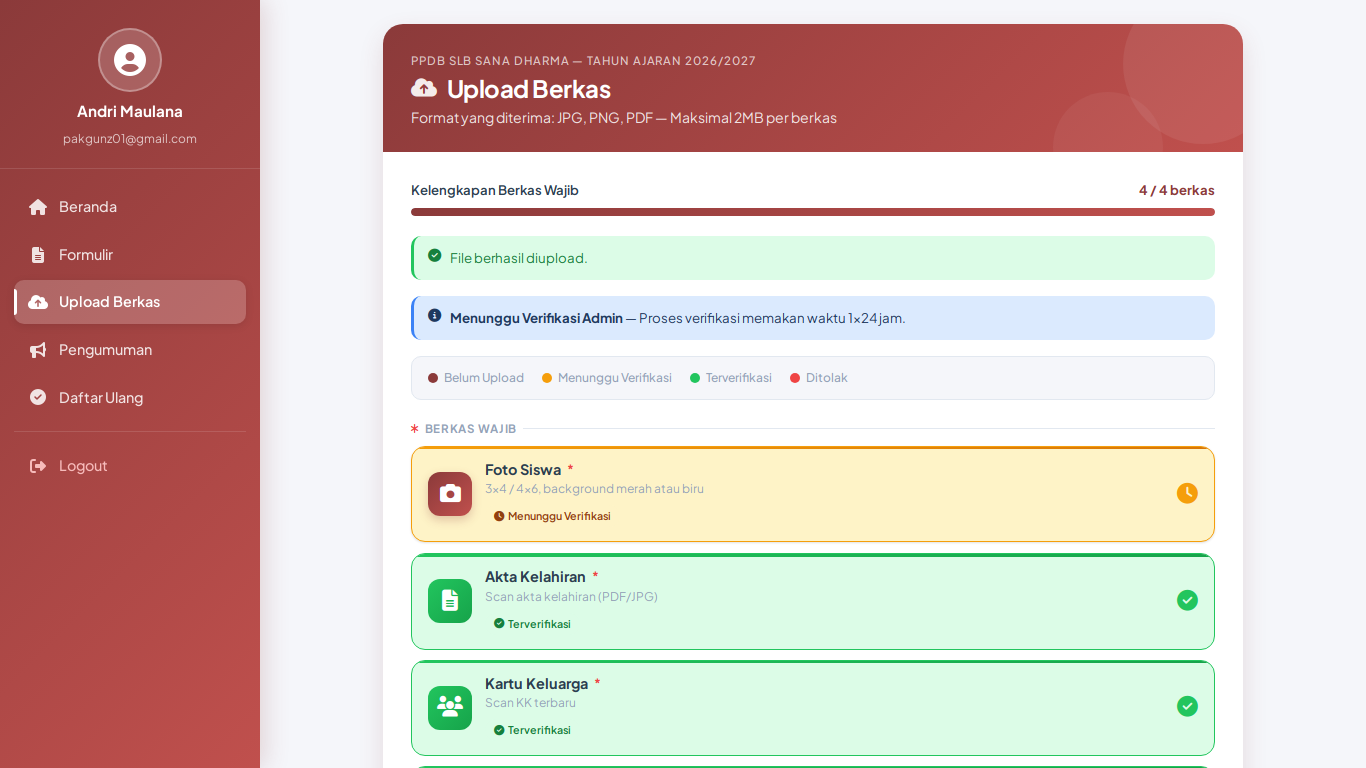 Andri Maulana
pakgunz01@gmail.com
Beranda
Formulir
Upload Berkas
Pengumuman
Daftar Ulang
Logout
PPDB SLB SANA DHARMA — TAHUN AJARAN 2026/2027
Upload Berkas
Format yang diterima: JPG, PNG, PDF — Maksimal 2MB per berkas
Kelengkapan Berkas Wajib
4 / 4 berkas
File berhasil diupload.
Menunggu Verifikasi Admin — Proses verifikasi memakan waktu 1×24 jam.
Belum Upload Menunggu Verifikasi Terverifikasi Ditolak
* BERKAS WAJIB
Foto Siswa *
3×4 / 4×6, background merah atau biru
Menunggu Verifikasi
Akta Kelahiran *
Scan akta kelahiran (PDF/JPG)
Terverifikasi
Kartu Keluarga *
Scan KK terbaru
Terverifikasi